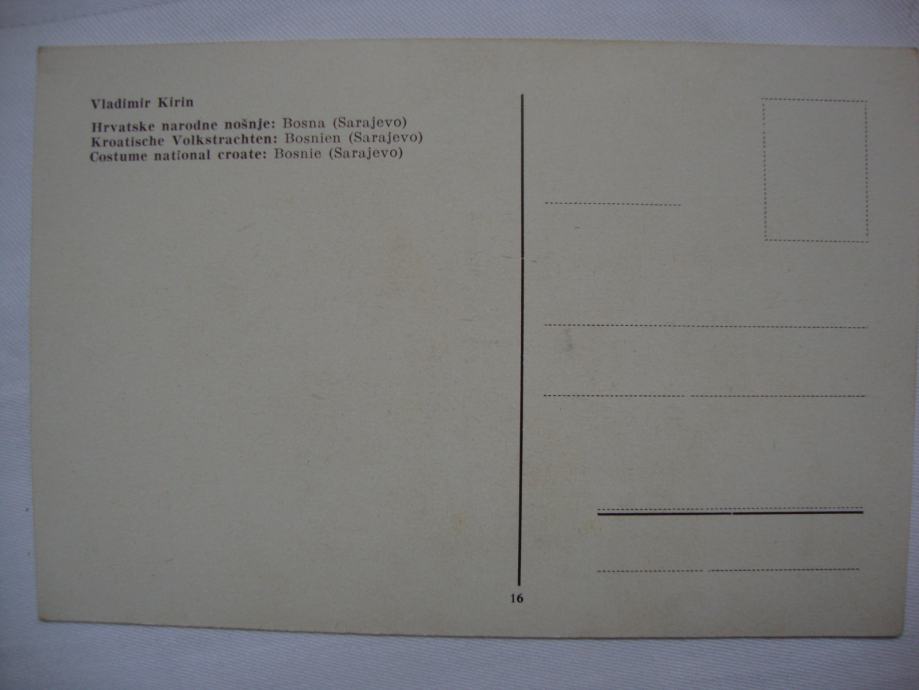 Vladimir Kirin
Hrvatske narodne nošnje: Bosna (Sarajevo)
Kroatische Volkstrachten: Bosnien (Sarajevo)
Costume national croate: Bosnie (Sarajevo)
16